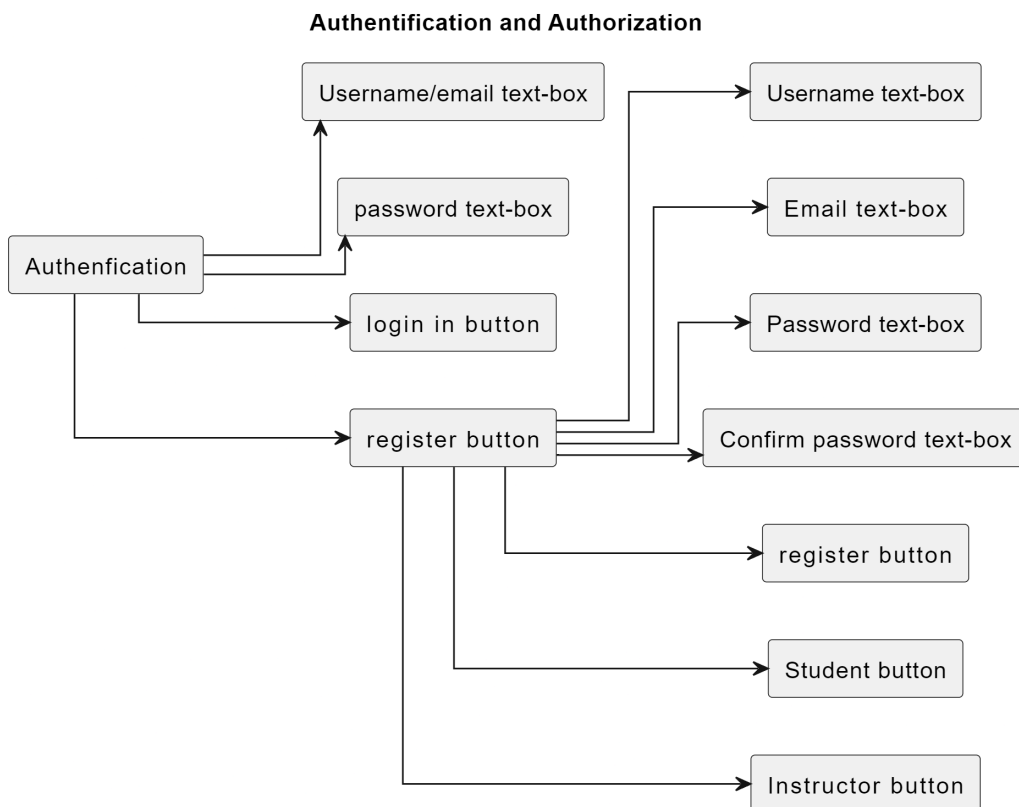 Authentification and Authorization
Username/email text-box
Username text-box
password text-box
Email text-box
Authenfication
login in button
Password text-box
register button
Confirm password text-box
register button
Student button
Instructor button